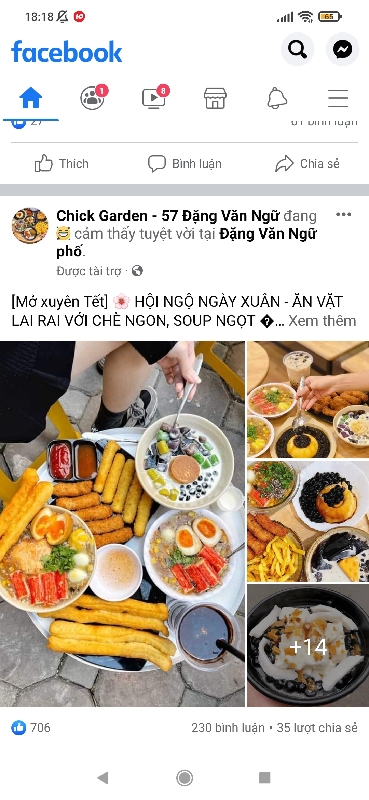 18:18
65
facebook
1
8
27
61 bình luận
Thích
Bình luận
Chia sẻ
Chick Garden - 57 Đặng Văn Ngữ đang
😄 cảm thấy tuyệt vời tại Đặng Văn Ngữ
phố.
Được tài trợ ·
[Mở xuyên Tết] 🌸 HỘI NGỘ NGÀY XUÂN - ĂN VẶT
LAI RAI VỚI CHÈ NGON, SOUP NGỌT �... Xem thêm
+14
706
230 bình luận • 35 lượt chia sẻ